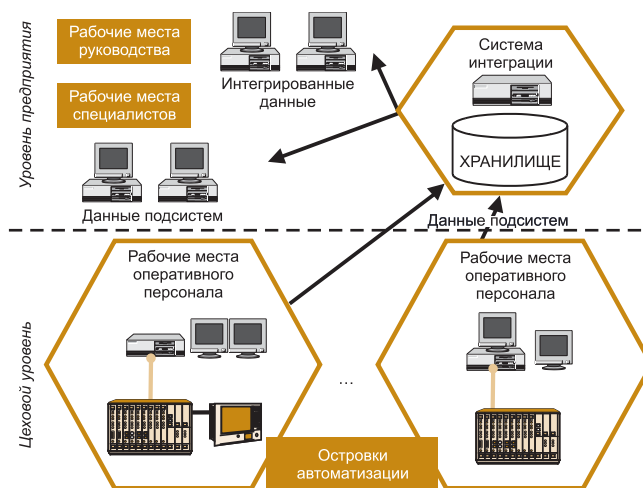 Уровень предприятия
Рабочие места
руководства
Интегрированные
данные
Рабочие места
специалистов
Данные подсистем
Система
интеграции
ХРАНИЛИЩЕ
Данные подсистем
Цеховой уровень
Рабочие места
оперативного
персонала
...
Рабочие места
оперативного
персонала
Островки
автоматизации